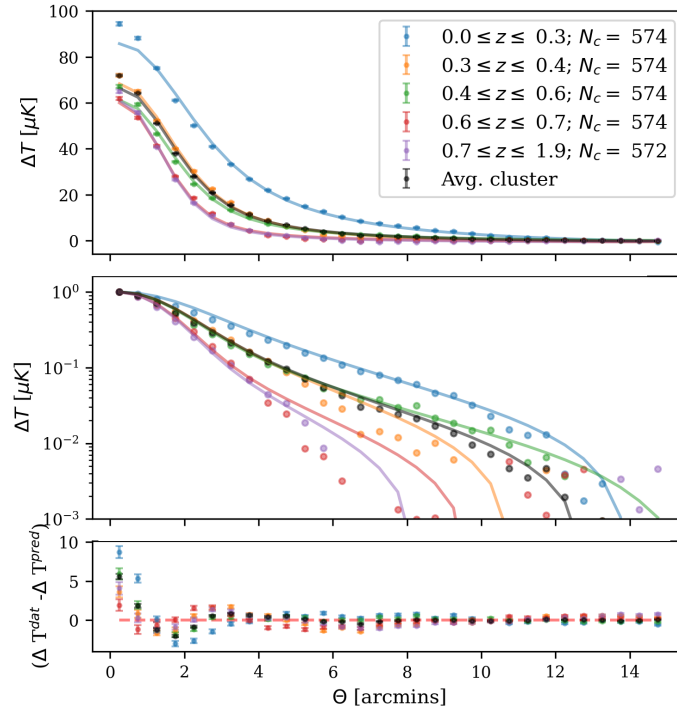 100
80
60
40
20
0
ΔT [μK]
0.0 ≤ z ≤ 0.3; N_c = 574
0.3 ≤ z ≤ 0.4; N_c = 574
0.4 ≤ z ≤ 0.6; N_c = 574
0.6 ≤ z ≤ 0.7; N_c = 574
0.7 ≤ z ≤ 1.9; N_c = 572
Avg. cluster
10^0
10^−1
10^−2
10^−3
ΔT [μK]
10
5
0
(Δ T^dat -Δ T^pred)
0 2 4 6 8 10 12 14
Θ [arcmins]